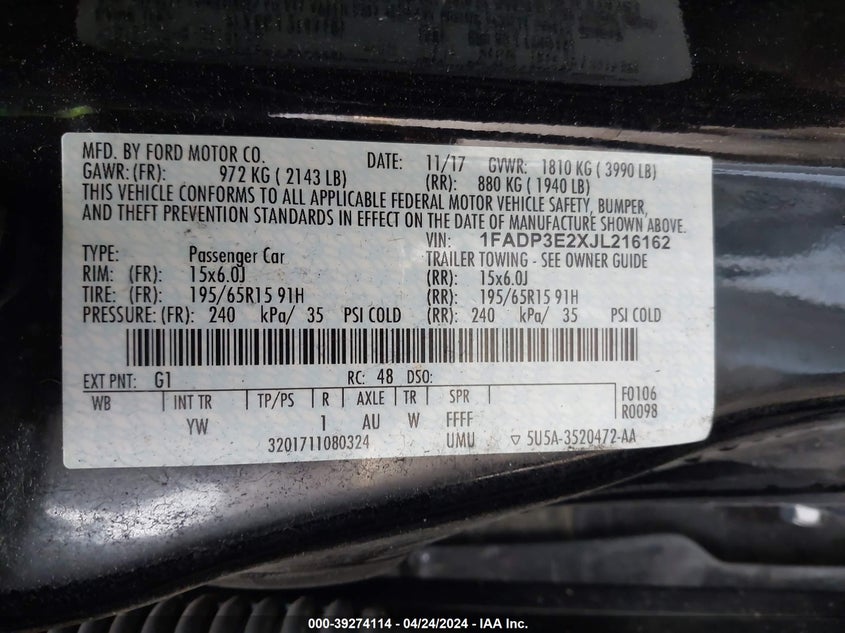 MFD. BY FORD MOTOR CO. DATE: 11/17 GVWR: 1810 KG ( 3990 LB)
GAWR: (FR): 972 KG ( 2143 LB) (RR): 880 KG ( 1940 LB)
THIS VEHICLE CONFORMS TO ALL APPLICABLE FEDERAL MOTOR VEHICLE SAFETY, BUMPER,
AND THEFT PREVENTION STANDARDS IN EFFECT ON THE DATE OF MANUFACTURE SHOWN ABOVE.
VIN: 1FADP3E2XJL216162
TYPE: Passenger Car TRAILER TOWING - SEE OWNER GUIDE
RIM: (FR): 15x6.0J (RR): 15x6.0J
TIRE: (FR): 195/65R15 91H (RR): 195/65R15 91H
PRESSURE: (FR): 240 kPa/ 35 PSI COLD (RR): 240 kPa/ 35 PSI COLD
EXT PNT: G1 RC: 48 DSO:
WB INT TR TP/PS R AXLE TR SPR F0106
YW 1 AU W FFFF R0098
3201711080324 UMU ▽ 5U5A-3520472-AA
000-39274114 - 04/24/2024 - IAA Inc.